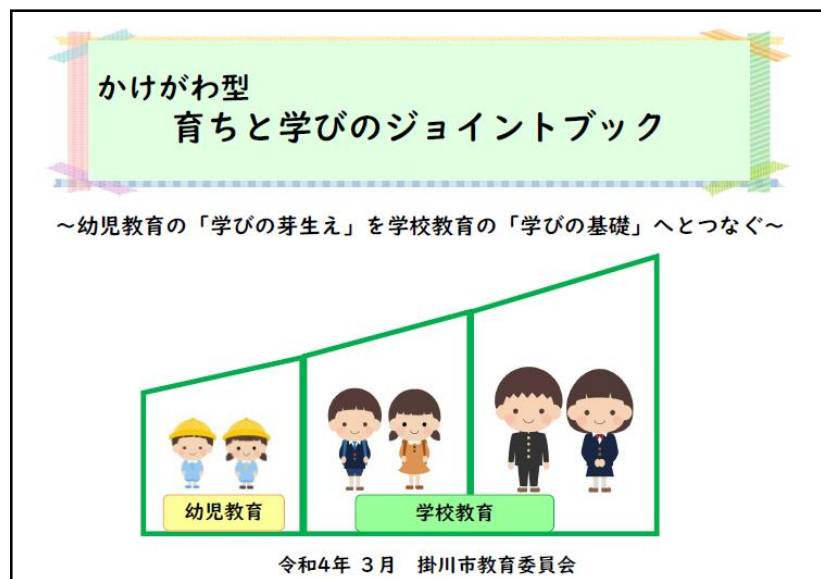 かけがわ型
育ちと学びのジョイントブック
～幼児教育の「学びの芽生え」を学校教育の「学びの基礎」へとつなぐ～
幼児教育
学校教育
令和4年 3月　掛川市教育委員会